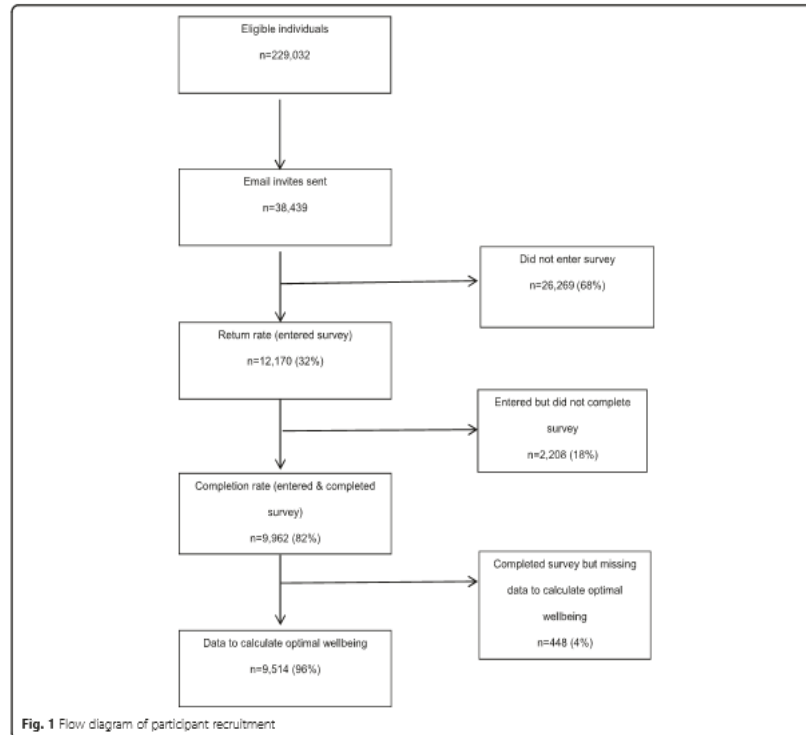 Eligible individuals
n=229,032
Email invites sent
n=38,439
Did not enter survey
n=26,269 (68%)
Return rate (entered survey)
n=12,170 (32%)
Entered but did not complete
survey
n=2,208 (18%)
Completion rate (entered & completed
survey)
n=9,962 (82%)
Completed survey but missing
data to calculate optimal
wellbeing
n=448 (4%)
Data to calculate optimal wellbeing
n=9,514 (96%)
Fig. 1 Flow diagram of participant recruitment